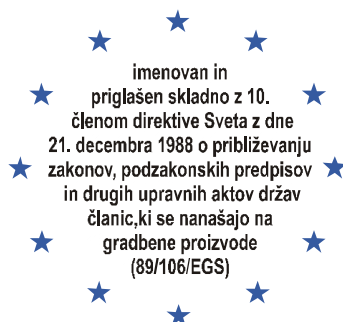 imenovan in
priglašen skladno z 10.
členom direktive Sveta z dne
21. decembra 1988 o približevanju
zakonov, podzakonskih predpisov
in drugih upravnih aktov držav
članic,ki se nanašajo na
gradbene proizvode
(89/106/EGS)